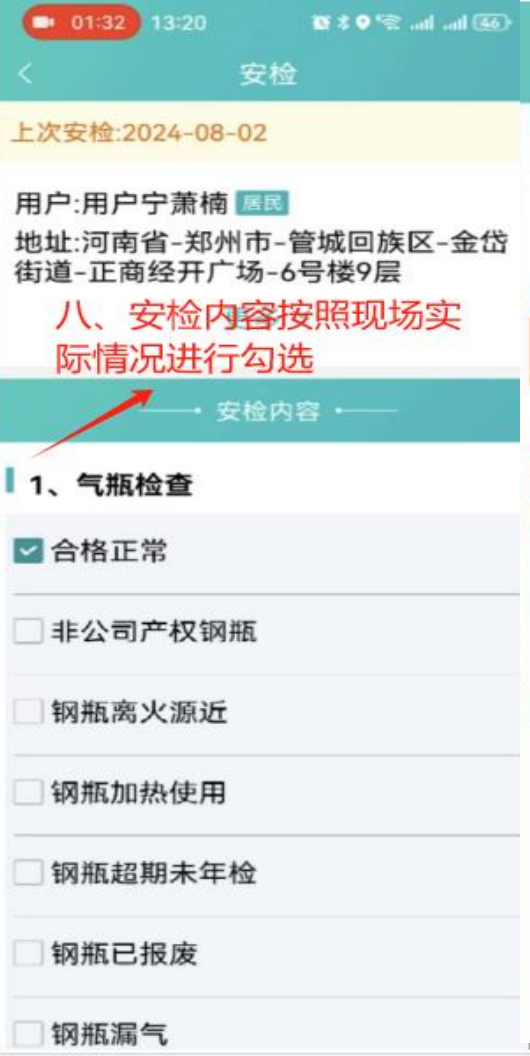 01:32 13:20 46
安检
上次安检:2024-08-02
用户:用户宁萧楠 居民
地址:河南省-郑州市-管城回族区-金岱
街道-正商经开广场-6号楼9层
八、安检内容按照现场实
际情况进行勾选
安检内容
1、气瓶检查
合格正常
非公司产权钢瓶
钢瓶离火源近
钢瓶加热使用
钢瓶超期未年检
钢瓶已报废
钢瓶漏气